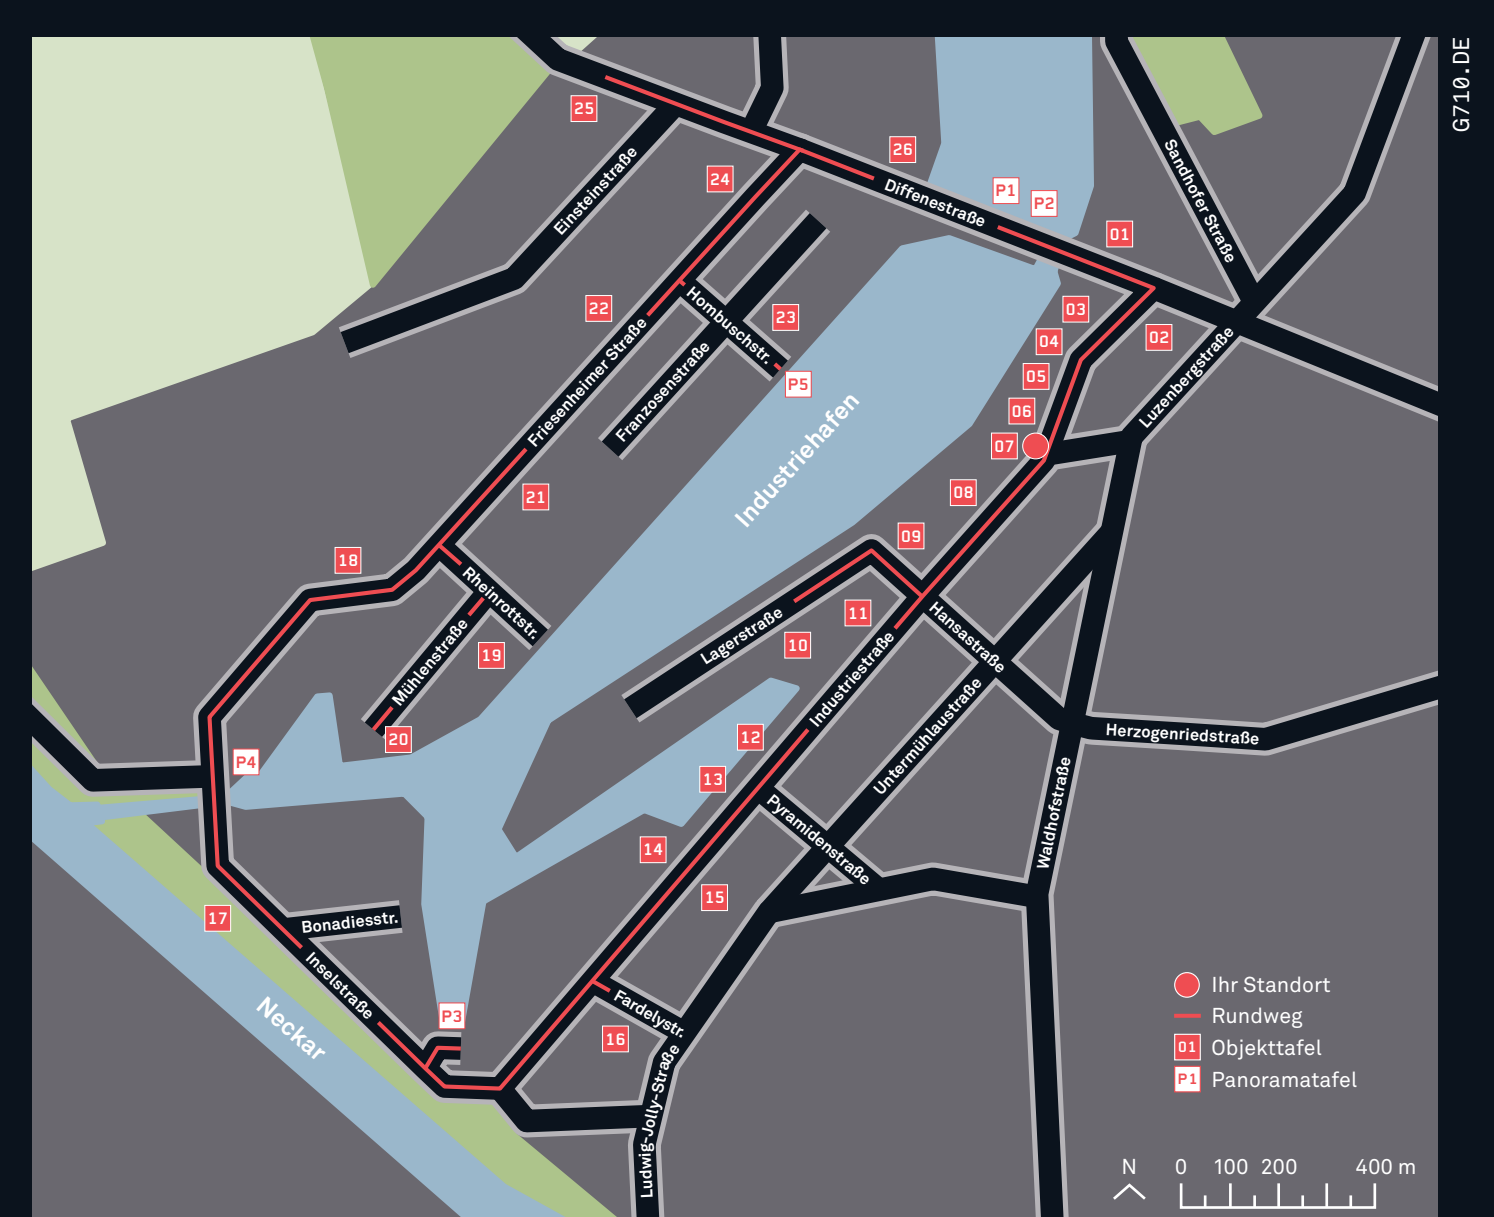 G710.DE
25
26
24
Einsteinstraße
Diffenestraße
P1
P2
01
Sandhofer Straße
22
Hombuschstr.
23
03
04
02
Friesenheimer Straße
Franzosenstraße
P5
05
Luzenbergstraße
06
07
Industriehafen
21
08
09
18
Rheinrottstr.
Mühlenstraße
19
20
Lagerstraße
11
10
Hansastraße
Industriestraße
12
Untermühlaustraße
Herzogenriedstraße
P4
13
Pyramidenstraße
Waldhofstraße
14
15
17
Bonadiesstr.
Inselstraße
Neckar
P3
Fardelystr.
16
Ludwig-Jolly-Straße
Ihr Standort
Rundweg
01 Objekttafel
P1 Panoramatafel
N 0 100 200 400 m